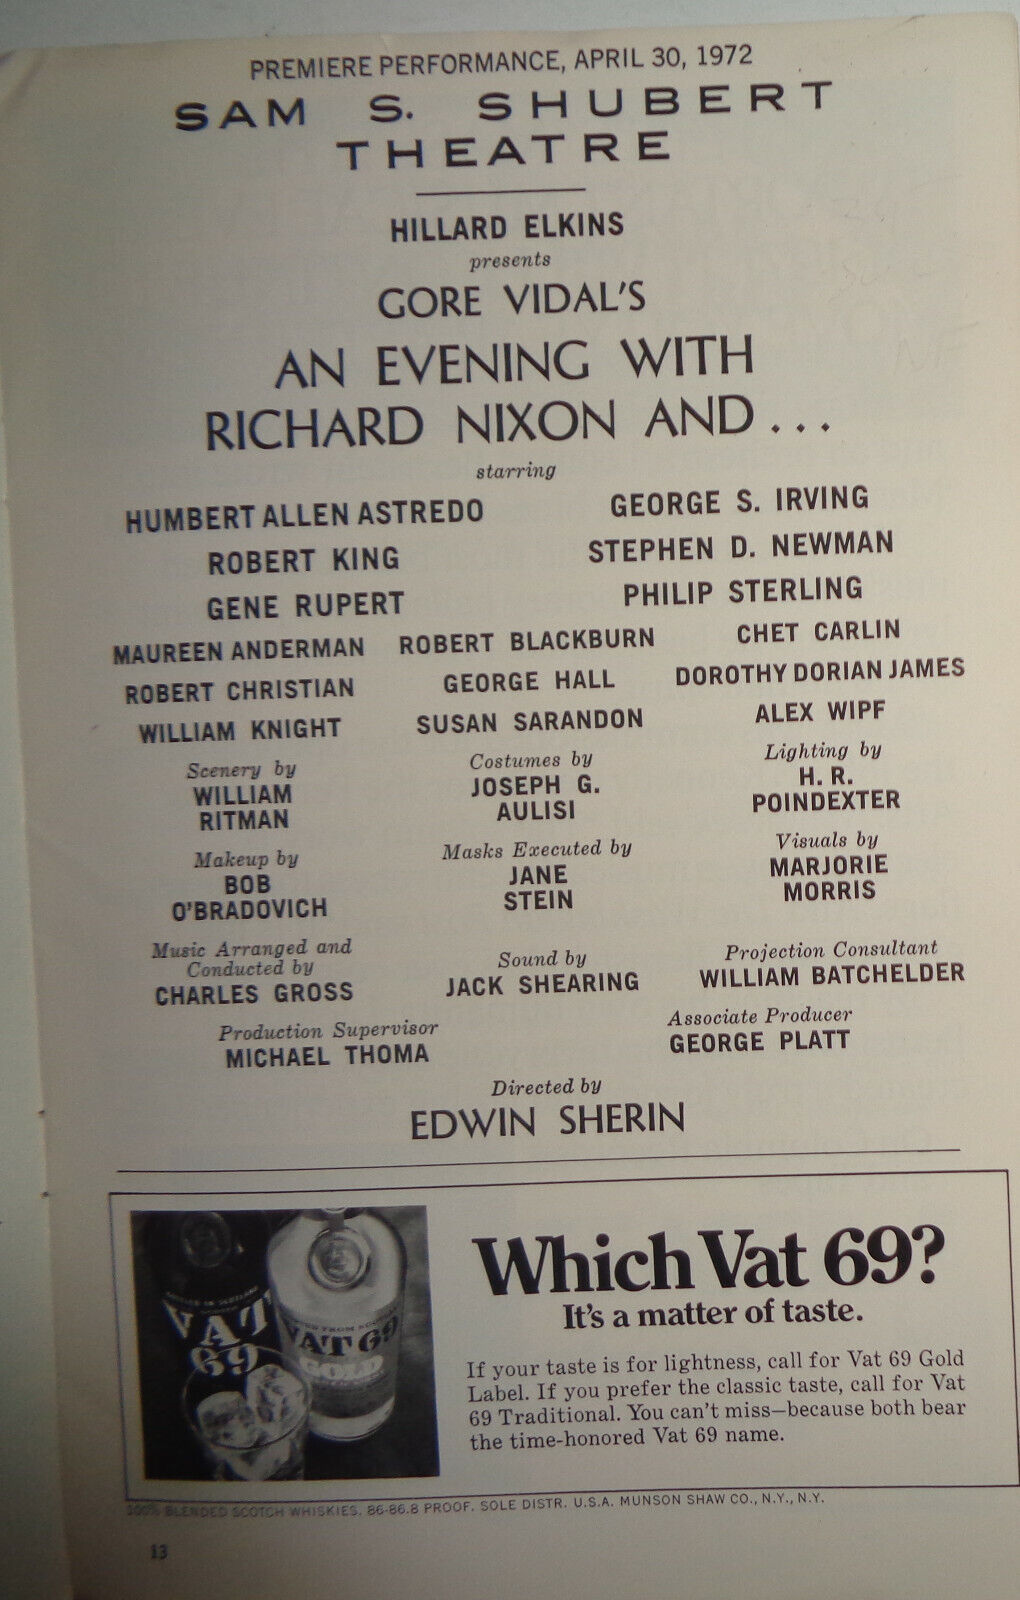 PREMIERE PERFORMANCE, APRIL 30, 1972
SAM S. SHUBERT
THEATRE
HILLARD ELKINS
presents
GORE VIDAL'S
AN EVENING WITH
RICHARD NIXON AND...
starring
HUMBERT ALLEN ASTREDO GEORGE S. IRVING
ROBERT KING STEPHEN D. NEWMAN
GENE RUPERT PHILIP STERLING
MAUREEN ANDERMAN ROBERT BLACKBURN CHET CARLIN
ROBERT CHRISTIAN GEORGE HALL DOROTHY DORIAN JAMES
WILLIAM KNIGHT SUSAN SARANDON ALEX WIPF
Scenery by
WILLIAM
RITMAN
Costumes by
JOSEPH G.
AULISI
Lighting by
H. R.
POINDEXTER
Makeup by
BOB
O'BRADOVICH
Masks Executed by
JANE
STEIN
Visuals by
MARJORIE
MORRIS
Music Arranged and
Conducted by
CHARLES GROSS
Sound by
JACK SHEARING
Projection Consultant
WILLIAM BATCHELDER
Production Supervisor
MICHAEL THOMA
Associate Producer
GEORGE PLATT
Directed by
EDWIN SHERIN
VAT
69
VAT 69
GOLD
Which Vat 69?
It's a matter of taste.
If your taste is for lightness, call for Vat 69 Gold
Label. If you prefer the classic taste, call for Vat
69 Traditional. You can't miss—because both bear
the time-honored Vat 69 name.
100% BLENDED SCOTCH WHISKIES. 86-86.8 PROOF. SOLE DISTR. U.S.A. MUNSON SHAW CO., N.Y., N.Y.
13